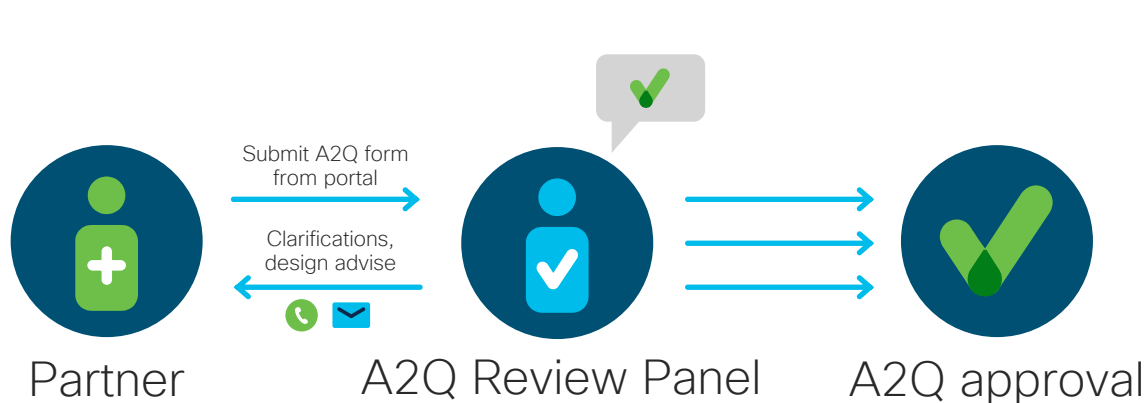 Submit A2Q form
from portal
Clarifications,
design advise
Partner
A2Q Review Panel
A2Q approval